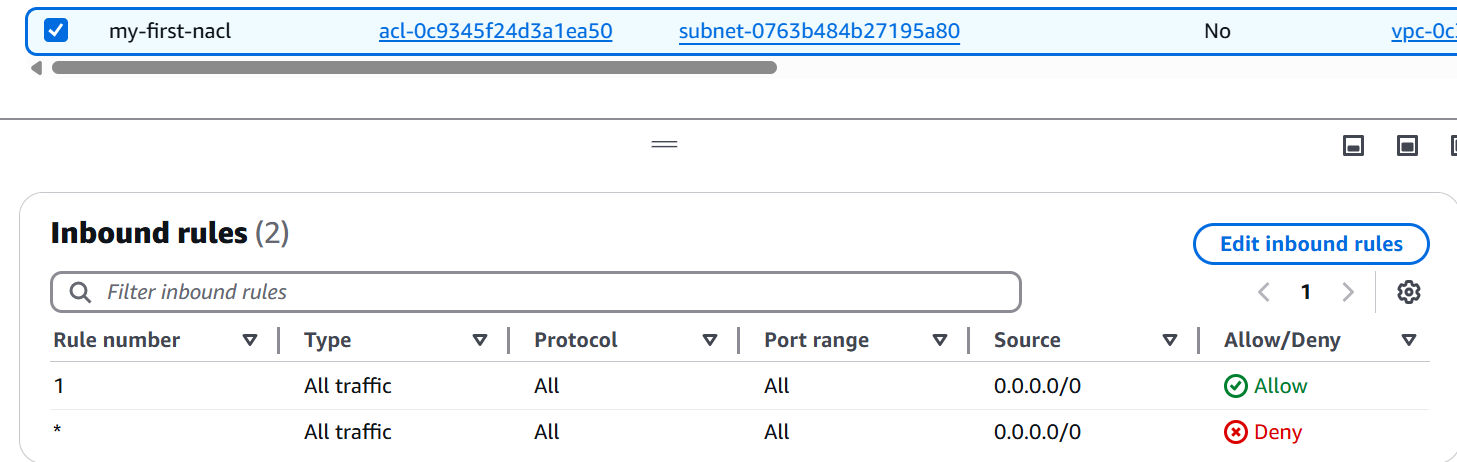 my-first-nacl acl-0c9345f24d3a1ea50 subnet-0763b484b27195a80 No vpc-0c
Inbound rules (2)
Edit inbound rules
Filter inbound rules
1
Rule number Type Protocol Port range Source Allow/Deny
1 All traffic All All 0.0.0.0/0 Allow
* All traffic All All 0.0.0.0/0 Deny